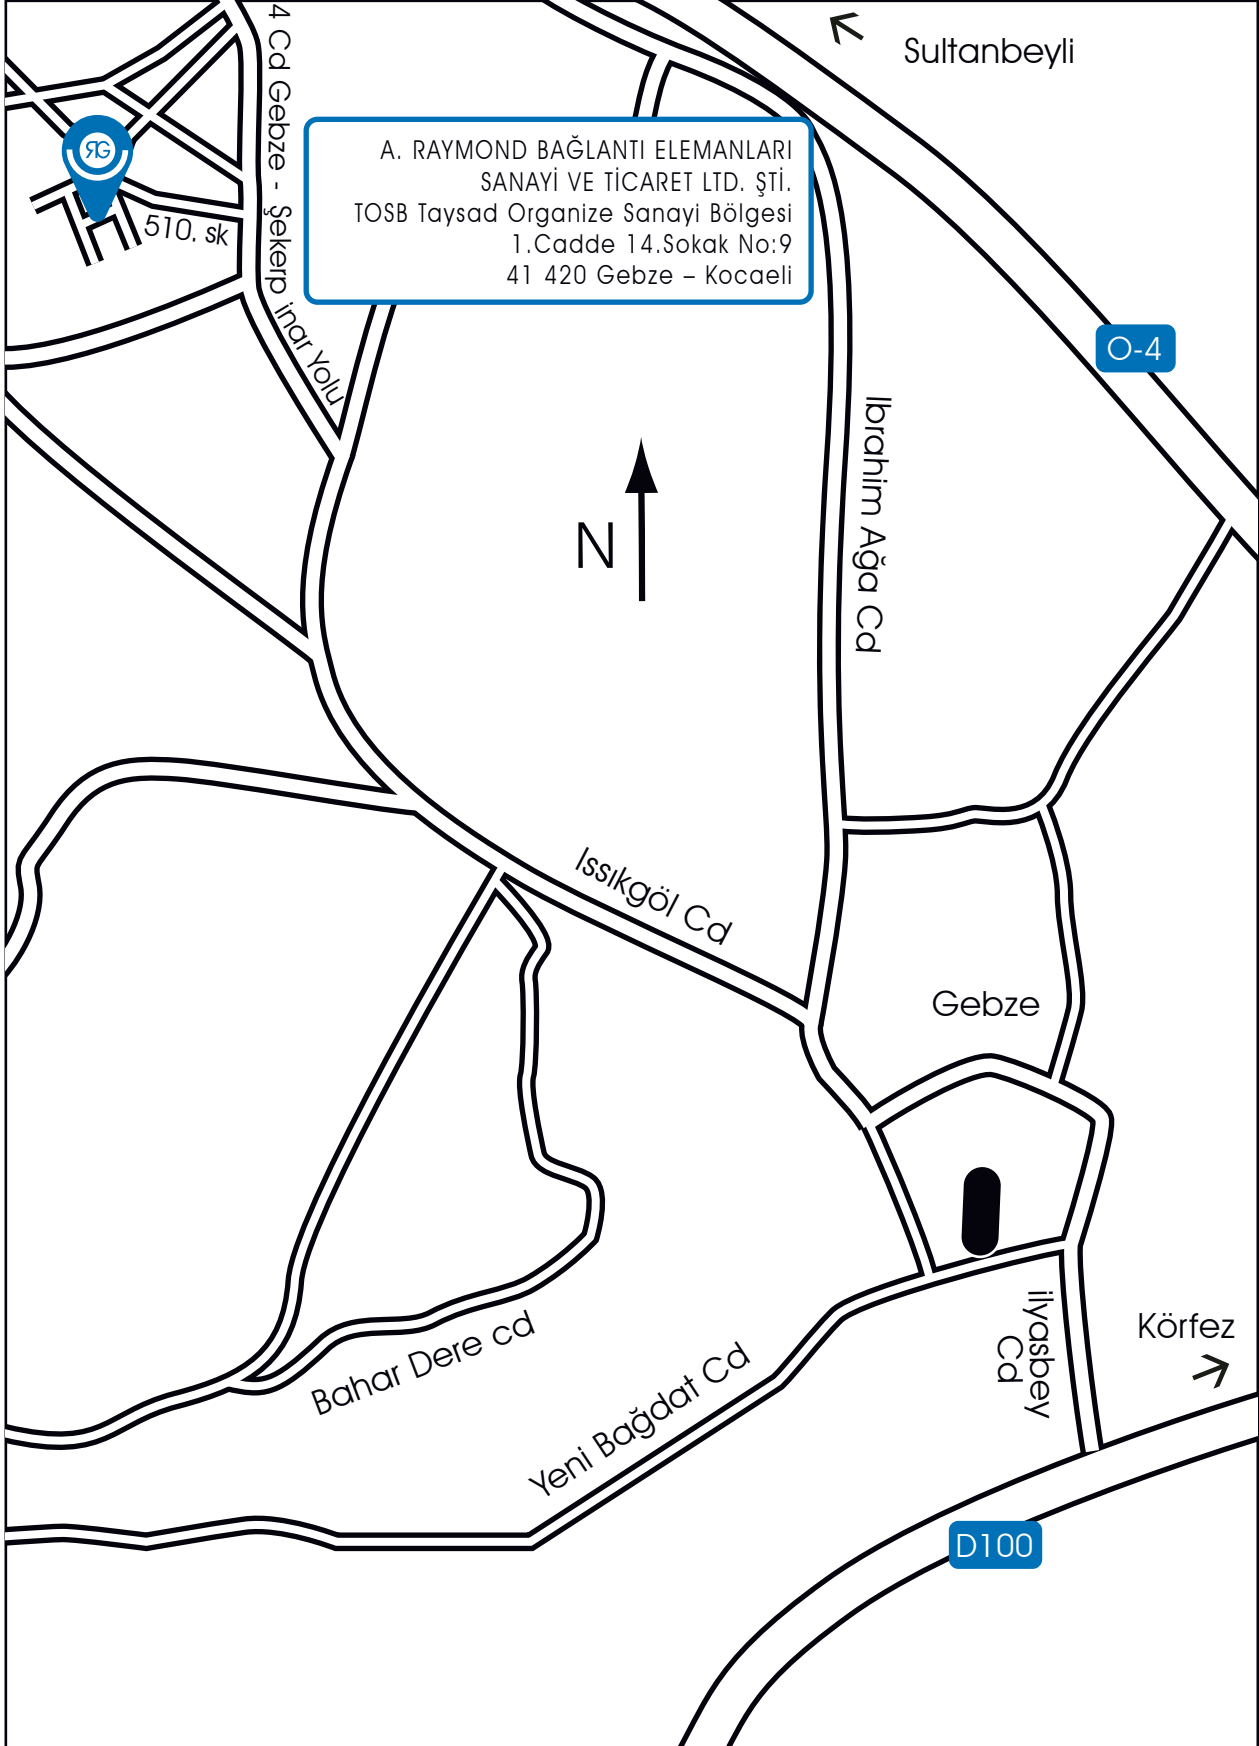 Sultanbeyli
4 Cd Gebze - Şekerp inar Yolu
RG
510. sk
A. RAYMOND BAĞLANTI ELEMANLARI
SANAYİ VE TİCARET LTD. ŞTİ.
TOSB Taysad Organize Sanayi Bölgesi
1.Cadde 14.Sokak No:9
41 420 Gebze – Kocaeli
O-4
Ibrahim Ağa Cd
N
Issıkgöl Cd
Gebze
ilyasbey
Cd
Körfez
Bahar Dere cd
Yeni Bağdat Cd
D100